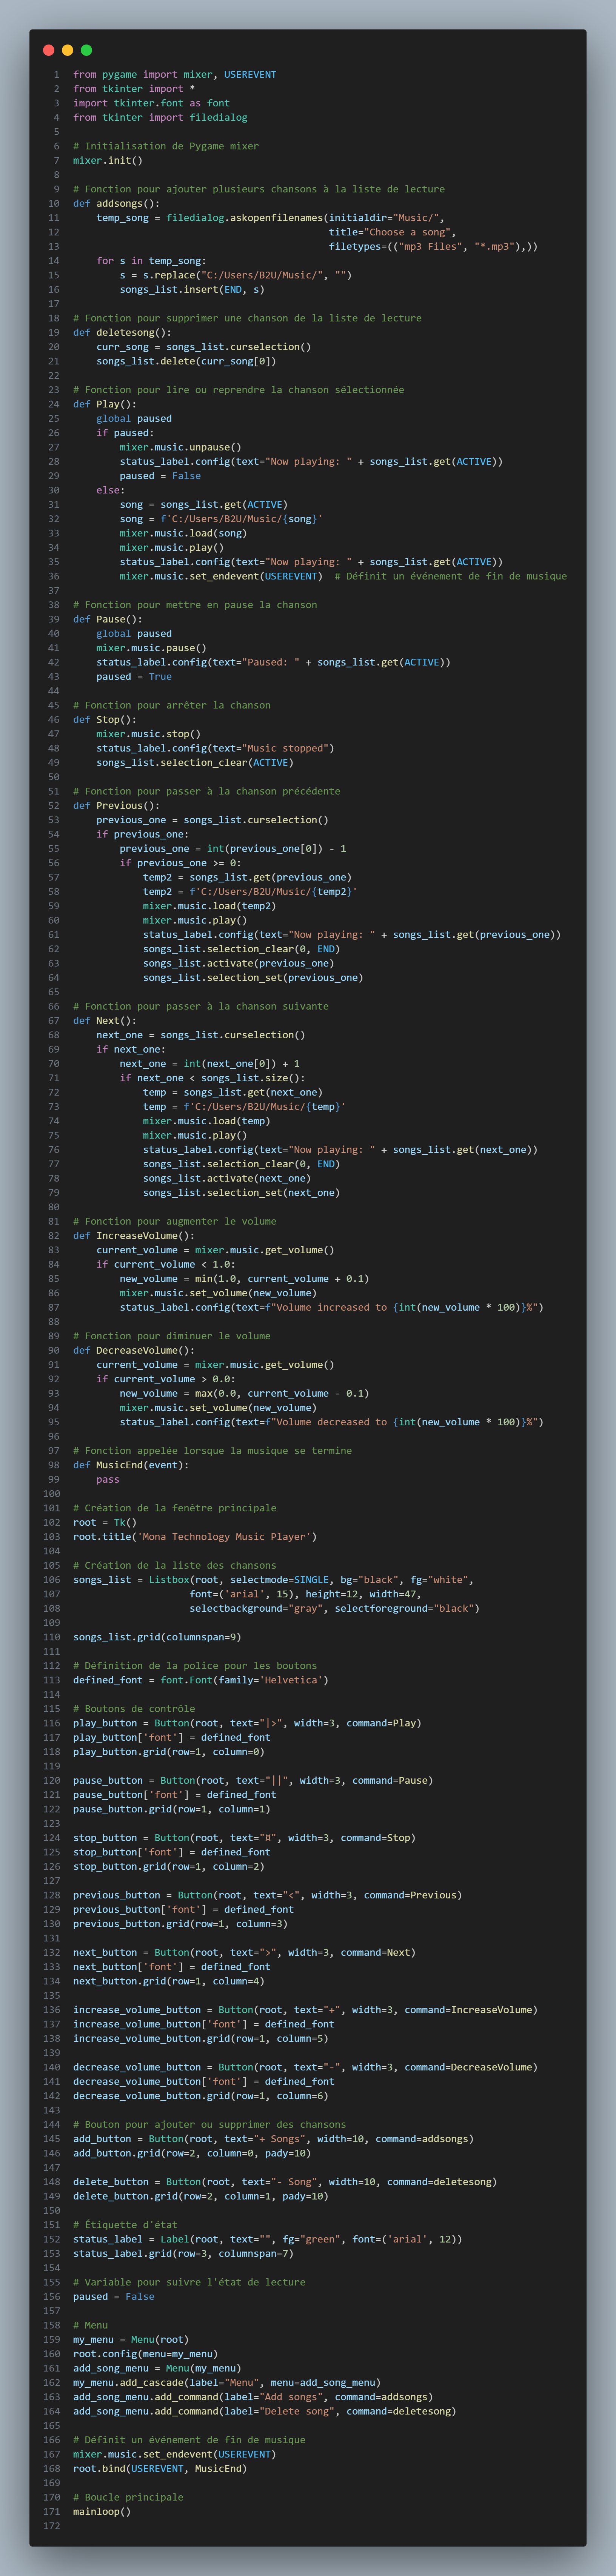 1 from pygame import mixer, USEREVENT
2 from tkinter import *
3 import tkinter.font as font
4 from tkinter import filedialog
5
6 # Initialisation de Pygame mixer
7 mixer.init()
8
9 # Fonction pour ajouter plusieurs chansons à la liste de lecture
10 def addsongs():
11     temp_song = filedialog.askopenfilenames(initialdir="Music/",
12                                             title="Choose a song",
13                                             filetypes=(("mp3 Files", "*.mp3"),))
14     for s in temp_song:
15         s = s.replace("C:/Users/B2U/Music/", "")
16         songs_list.insert(END, s)
17
18 # Fonction pour supprimer une chanson de la liste de lecture
19 def deletesong():
20     curr_song = songs_list.curselection()
21     songs_list.delete(curr_song[0])
22
23 # Fonction pour lire ou reprendre la chanson sélectionnée
24 def Play():
25     global paused
26     if paused:
27         mixer.music.unpause()
28         status_label.config(text="Now playing: " + songs_list.get(ACTIVE))
29         paused = False
30     else:
31         song = songs_list.get(ACTIVE)
32         song = f'C:/Users/B2U/Music/{song}'
33         mixer.music.load(song)
34         mixer.music.play()
35         status_label.config(text="Now playing: " + songs_list.get(ACTIVE))
36         mixer.music.set_endevent(USEREVENT)  # Définit un événement de fin de musique
37
38 # Fonction pour mettre en pause la chanson
39 def Pause():
40     global paused
41     mixer.music.pause()
42     status_label.config(text="Paused: " + songs_list.get(ACTIVE))
43     paused = True
44
45 # Fonction pour arrêter la chanson
46 def Stop():
47     mixer.music.stop()
48     status_label.config(text="Music stopped")
49     songs_list.selection_clear(ACTIVE)
50
51 # Fonction pour passer à la chanson précédente
52 def Previous():
53     previous_one = songs_list.curselection()
54     if previous_one:
55         previous_one = int(previous_one[0]) - 1
56         if previous_one >= 0:
57             temp2 = songs_list.get(previous_one)
58             temp2 = f'C:/Users/B2U/Music/{temp2}'
59             mixer.music.load(temp2)
60             mixer.music.play()
61             status_label.config(text="Now playing: " + songs_list.get(previous_one))
62             songs_list.selection_clear(0, END)
63             songs_list.activate(previous_one)
64             songs_list.selection_set(previous_one)
65
66 # Fonction pour passer à la chanson suivante
67 def Next():
68     next_one = songs_list.curselection()
69     if next_one:
70         next_one = int(next_one[0]) + 1
71         if next_one < songs_list.size():
72             temp = songs_list.get(next_one)
73             temp = f'C:/Users/B2U/Music/{temp}'
74             mixer.music.load(temp)
75             mixer.music.play()
76             status_label.config(text="Now playing: " + songs_list.get(next_one))
77             songs_list.selection_clear(0, END)
78             songs_list.activate(next_one)
79             songs_list.selection_set(next_one)
80
81 # Fonction pour augmenter le volume
82 def IncreaseVolume():
83     current_volume = mixer.music.get_volume()
84     if current_volume < 1.0:
85         new_volume = min(1.0, current_volume + 0.1)
86         mixer.music.set_volume(new_volume)
87         status_label.config(text=f"Volume increased to {int(new_volume * 100)}%")
88
89 # Fonction pour diminuer le volume
90 def DecreaseVolume():
91     current_volume = mixer.music.get_volume()
92     if current_volume > 0.0:
93         new_volume = max(0.0, current_volume - 0.1)
94         mixer.music.set_volume(new_volume)
95         status_label.config(text=f"Volume decreased to {int(new_volume * 100)}%")
96
97 # Fonction appelée lorsque la musique se termine
98 def MusicEnd(event):
99     pass
100
101 # Création de la fenêtre principale
102 root = Tk()
103 root.title('Mona Technology Music Player')
104
105 # Création de la liste des chansons
106 songs_list = Listbox(root, selectmode=SINGLE, bg="black", fg="white",
107                     font=('arial', 15), height=12, width=47,
108                     selectbackground="gray", selectforeground="black")
109
110 songs_list.grid(columnspan=9)
111
112 # Définition de la police pour les boutons
113 defined_font = font.Font(family='Helvetica')
114
115 # Boutons de contrôle
116 play_button = Button(root, text="|>", width=3, command=Play)
117 play_button['font'] = defined_font
118 play_button.grid(row=1, column=0)
119
120 pause_button = Button(root, text="||", width=3, command=Pause)
121 pause_button['font'] = defined_font
122 pause_button.grid(row=1, column=1)
123
124 stop_button = Button(root, text="¤", width=3, command=Stop)
125 stop_button['font'] = defined_font
126 stop_button.grid(row=1, column=2)
127
128 previous_button = Button(root, text="<", width=3, command=Previous)
129 previous_button['font'] = defined_font
130 previous_button.grid(row=1, column=3)
131
132 next_button = Button(root, text=">", width=3, command=Next)
133 next_button['font'] = defined_font
134 next_button.grid(row=1, column=4)
135
136 increase_volume_button = Button(root, text="+", width=3, command=IncreaseVolume)
137 increase_volume_button['font'] = defined_font
138 increase_volume_button.grid(row=1, column=5)
139
140 decrease_volume_button = Button(root, text="-", width=3, command=DecreaseVolume)
141 decrease_volume_button['font'] = defined_font
142 decrease_volume_button.grid(row=1, column=6)
143
144 # Bouton pour ajouter ou supprimer des chansons
145 add_button = Button(root, text="+ Songs", width=10, command=addsongs)
146 add_button.grid(row=2, column=0, pady=10)
147
148 delete_button = Button(root, text="- Song", width=10, command=deletesong)
149 delete_button.grid(row=2, column=1, pady=10)
150
151 # Étiquette d'état
152 status_label = Label(root, text="", fg="green", font=('arial', 12))
153 status_label.grid(row=3, columnspan=7)
154
155 # Variable pour suivre l'état de lecture
156 paused = False
157
158 # Menu
159 my_menu = Menu(root)
160 root.config(menu=my_menu)
161 add_song_menu = Menu(my_menu)
162 my_menu.add_cascade(label="Menu", menu=add_song_menu)
163 add_song_menu.add_command(label="Add songs", command=addsongs)
164 add_song_menu.add_command(label="Delete song", command=deletesong)
165
166 # Définit un événement de fin de musique
167 mixer.music.set_endevent(USEREVENT)
168 root.bind(USEREVENT, MusicEnd)
169
170 # Boucle principale
171 mainloop()
172